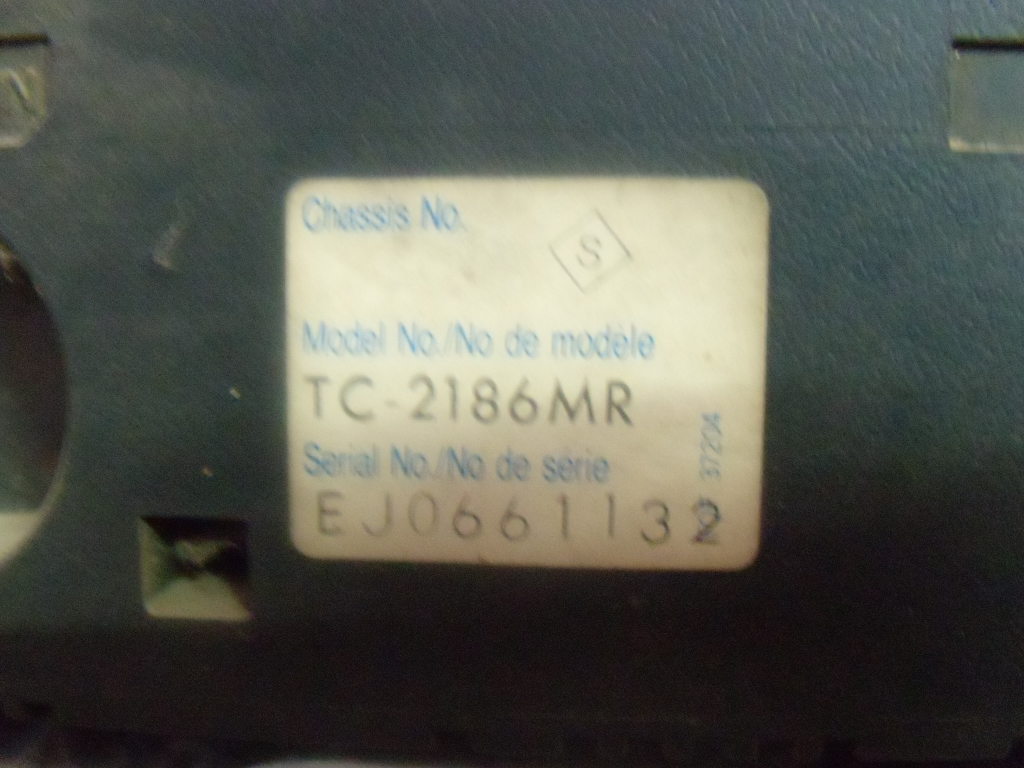 Chassis No.
S
Model No./No de modèle
TC-2186MR
Serial No./No de série
EJ0661132
37204